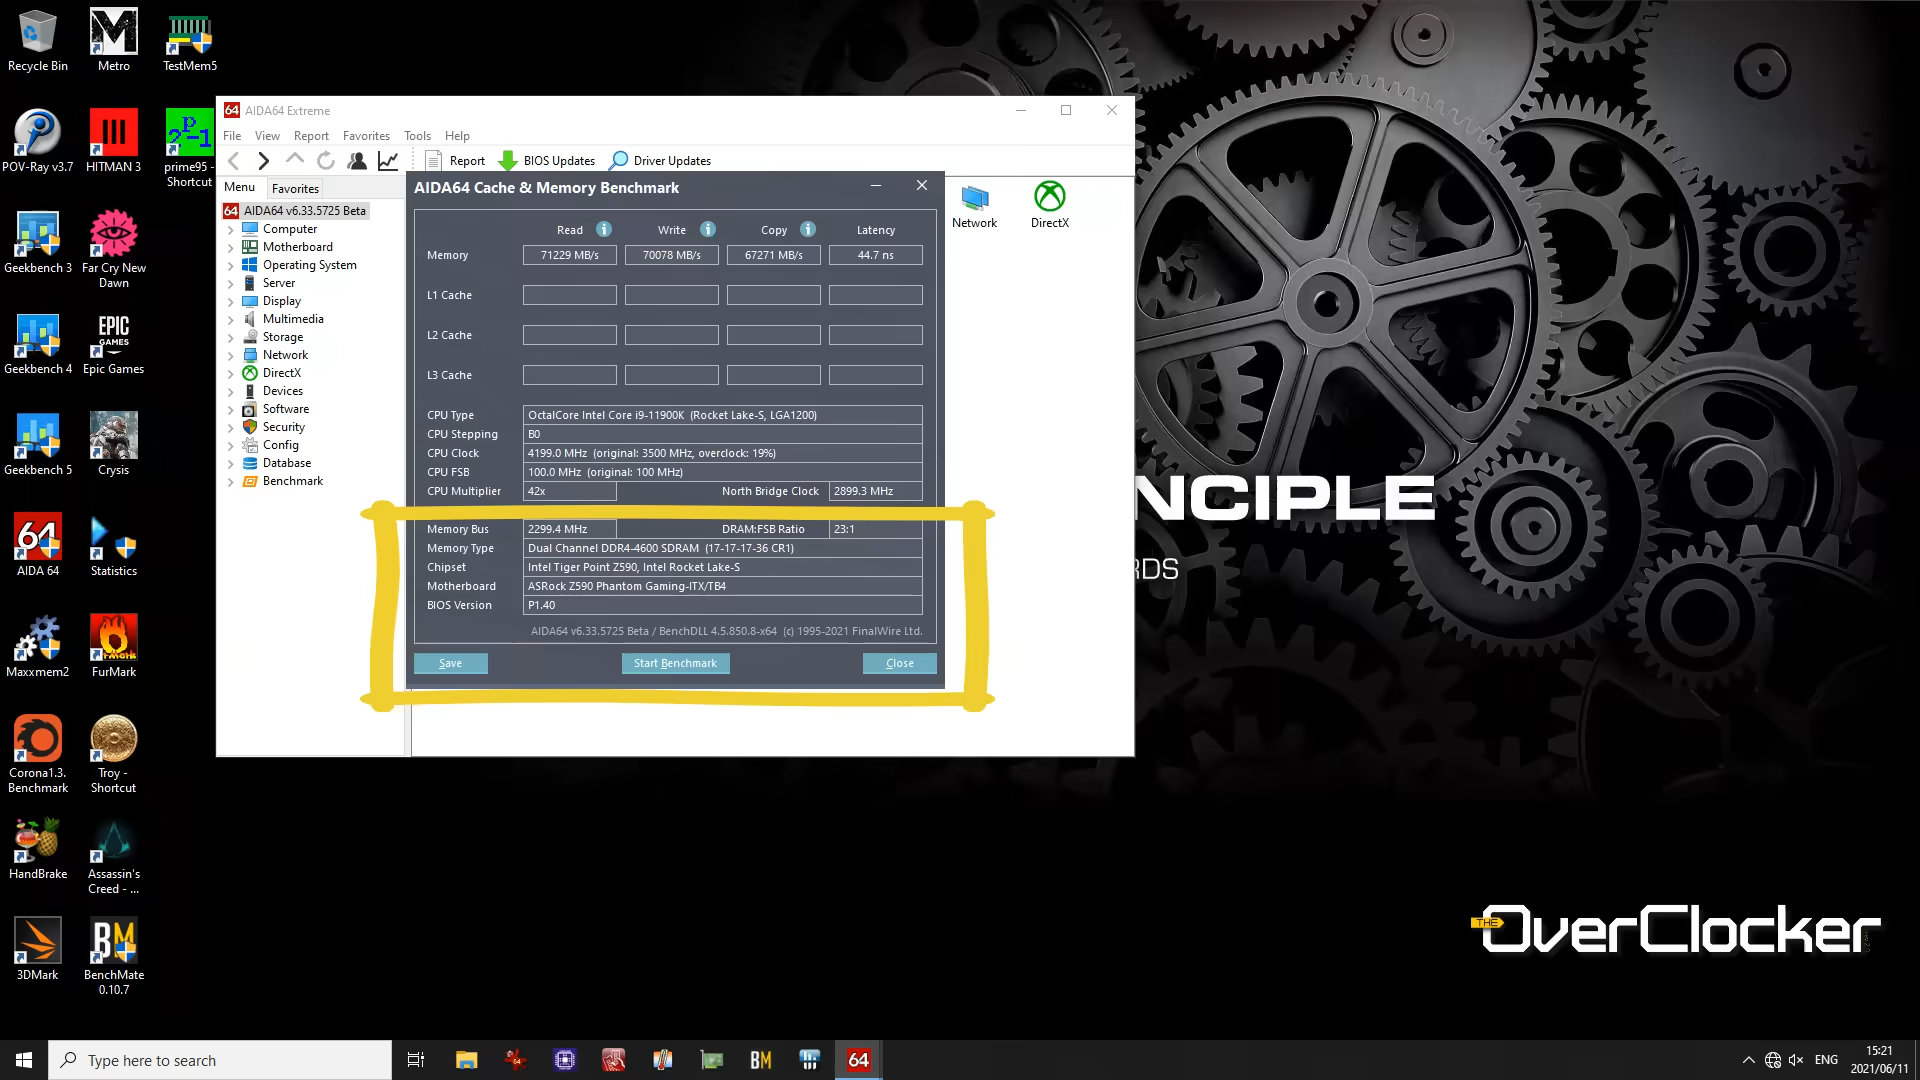 Recycle Bin
Metro
TestMem5
POV-Ray v3.7
HITMAN 3
prime95 -
Shortcut
Geekbench 3
Far Cry New
Dawn
Geekbench 4
EPIC
GAMES
Epic Games
Geekbench 5
Crysis
64
AIDA 64
Statistics
Maxxmem2
FurMark
Corona1.3.
Benchmark
Troy -
Shortcut
HandBrake
Assassin's
Creed - ...
3DMark
BM
BenchMate
0.10.7
64 AIDA64 Extreme
File View Report Favorites Tools Help
Report BIOS Updates Driver Updates
Menu Favorites
64 AIDA64 v6.33.5725 Beta
Computer
Motherboard
Operating System
Server
Display
Multimedia
Storage
Network
DirectX
Devices
Software
Security
Config
Database
Benchmark
Network
DirectX
AIDA64 Cache & Memory Benchmark
Read Write Copy Latency
Memory 71229 MB/s 70078 MB/s 67271 MB/s 44.7 ns
L1 Cache
L2 Cache
L3 Cache
CPU Type OctalCore Intel Core i9-11900K (Rocket Lake-S, LGA1200)
CPU Stepping B0
CPU Clock 4199.0 MHz (original: 3500 MHz, overclock: 19%)
CPU FSB 100.0 MHz (original: 100 MHz)
CPU Multiplier 42x North Bridge Clock 2899.3 MHz
Memory Bus 2299.4 MHz DRAM:FSB Ratio 23:1
Memory Type Dual Channel DDR4-4600 SDRAM (17-17-17-36 CR1)
Chipset Intel Tiger Point Z590, Intel Rocket Lake-S
Motherboard ASRock Z590 Phantom Gaming-ITX/TB4
BIOS Version P1.40
AIDA64 v6.33.5725 Beta / BenchDLL 4.5.850.8-x64 (c) 1995-2021 FinalWire Ltd.
Save Start Benchmark Close
NCIPLE
RDS
THE OverClocker
Type here to search
BM
64
ENG
15:21
2021/06/11